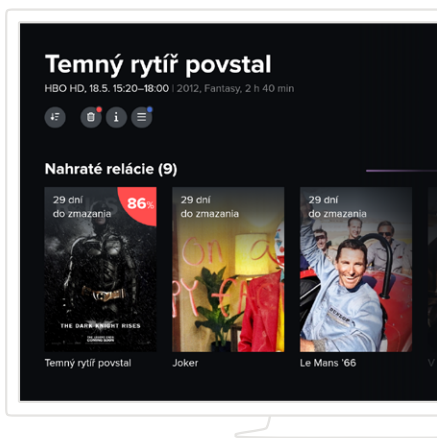 Temný rytíř povstal
HBO HD, 18.5. 15:20–18:00 | 2012, Fantasy, 2 h 40 min
Nahraté relácie (9)
29 dní
do zmazania
86%
THE DARK KNIGHT RISES
29 dní
do zmazania
On a
29 dní
do zmazania
DUNLOP
Temný rytíř povstal
Joker
Le Mans '66
V